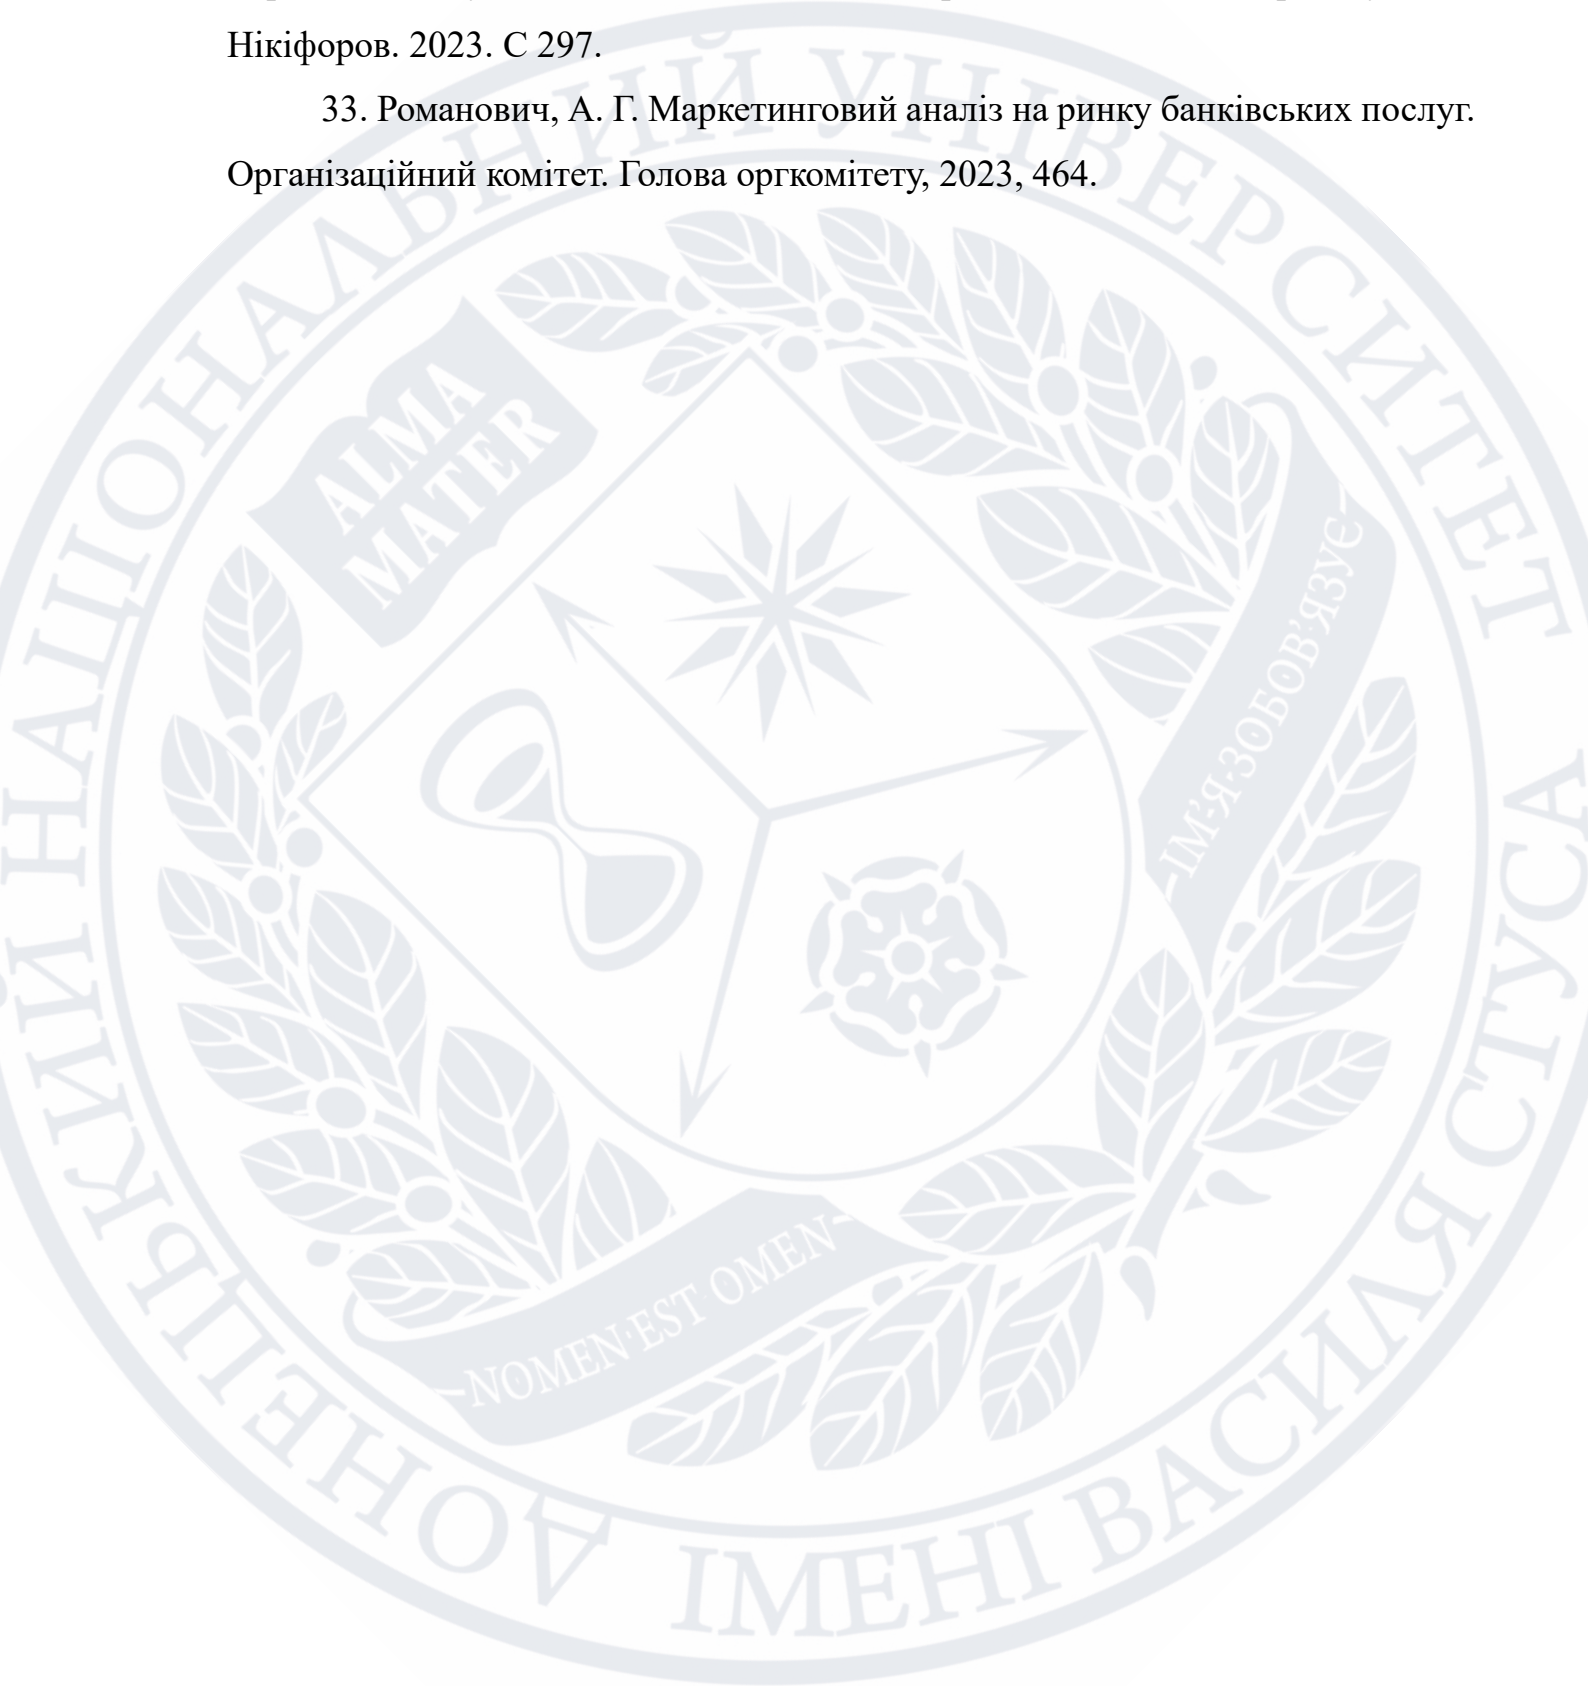 Нікіфоров. 2023. С 297.
33. Романович, А. Г. Маркетинговий аналіз на ринку банківських послуг.
Організаційний комітет. Голова оргкомітету, 2023, 464.
ДОНЕЦЬКИЙ НАЦІОНАЛЬНИЙ УНІВЕРСИТЕТ
ІМЕНІ ВАСИЛЯ СТУСА
ALMA
MATER
ІМ'Я ЗОБОВ'ЯЗУЄ
NOMEN EST OMEN